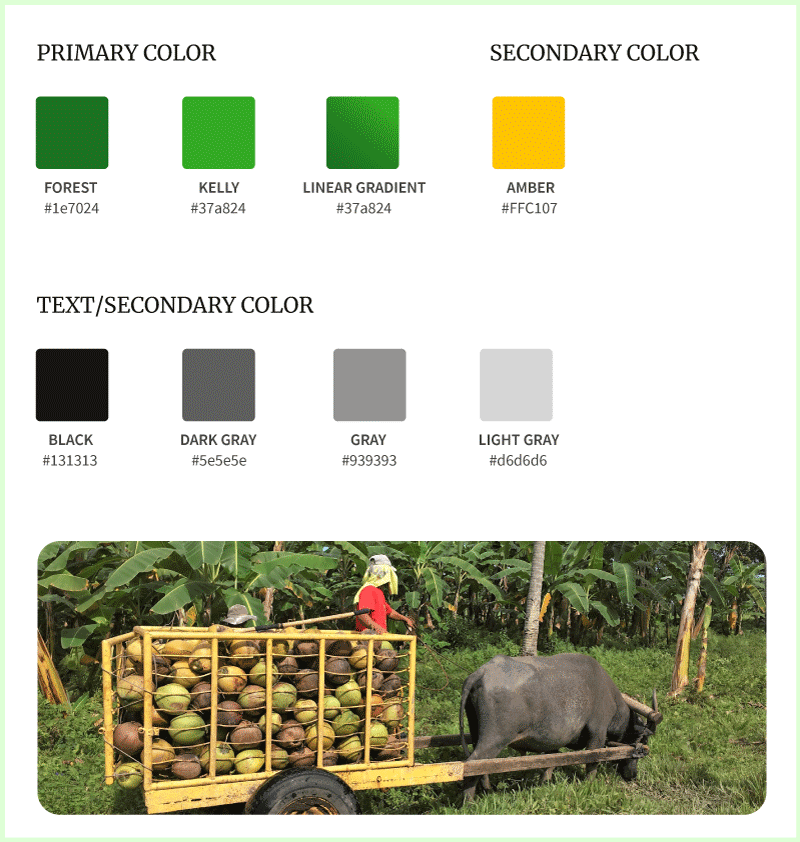 PRIMARY COLOR
SECONDARY COLOR
FOREST
KELLY
LINEAR GRADIENT
AMBER
#1e7024
#37a824
#37a824
#FFC107
TEXT/SECONDARY COLOR
BLACK
DARK GRAY
GRAY
LIGHT GRAY
#131313
#5e5e5e
#939393
#d6d6d6